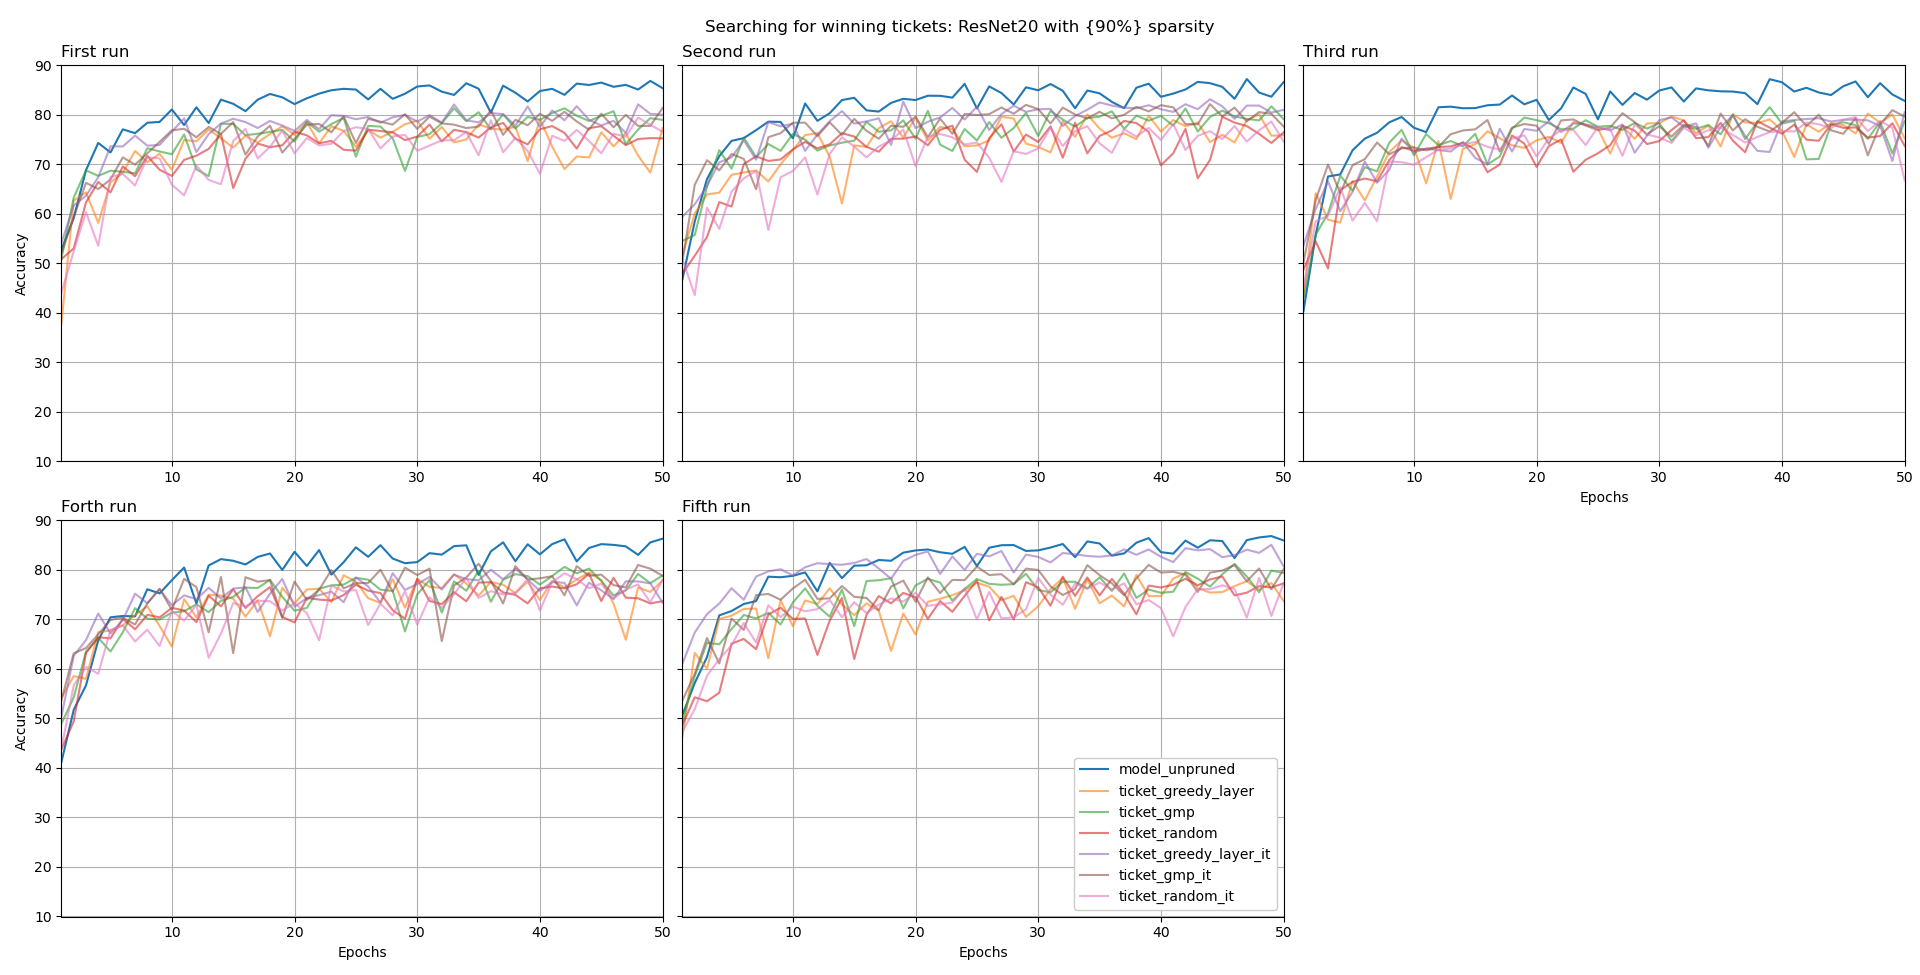 Searching for winning tickets: ResNet20 with {90%} sparsity
First run
Second run
Third run
90
80
70
60
50
40
30
20
10
Accuracy
10 20 30 40 50
10 20 30 40 50
10 20 30 40 50
Epochs
Forth run
Fifth run
90
80
70
60
50
40
30
20
10
Accuracy
model_unpruned
ticket_greedy_layer
ticket_gmp
ticket_random
ticket_greedy_layer_it
ticket_gmp_it
ticket_random_it
10 20 30 40 50
10 20 30 40 50
Epochs
Epochs